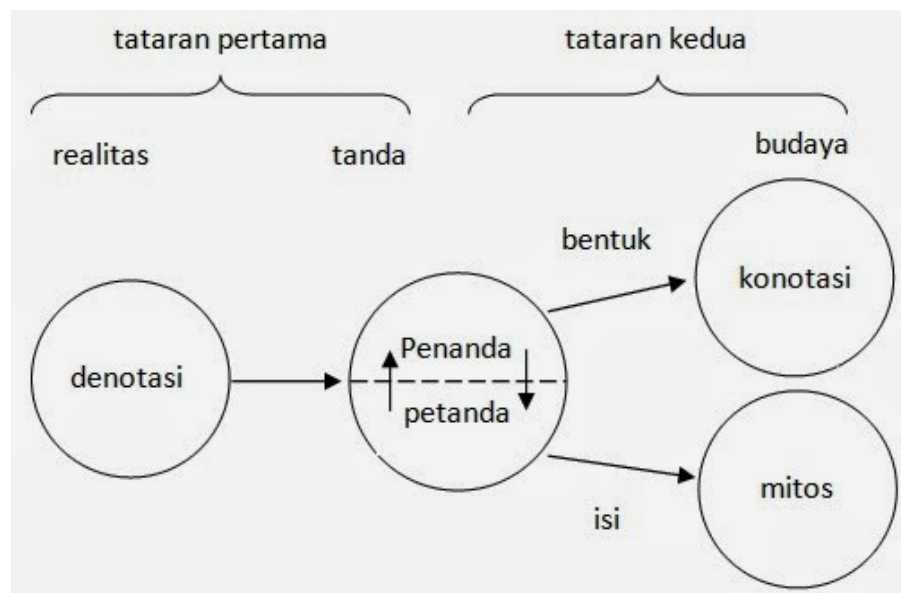 tataran pertama
tataran kedua
realitas
tanda
budaya
bentuk
konotasi
denotasi
Penanda
petanda
mitos
isi